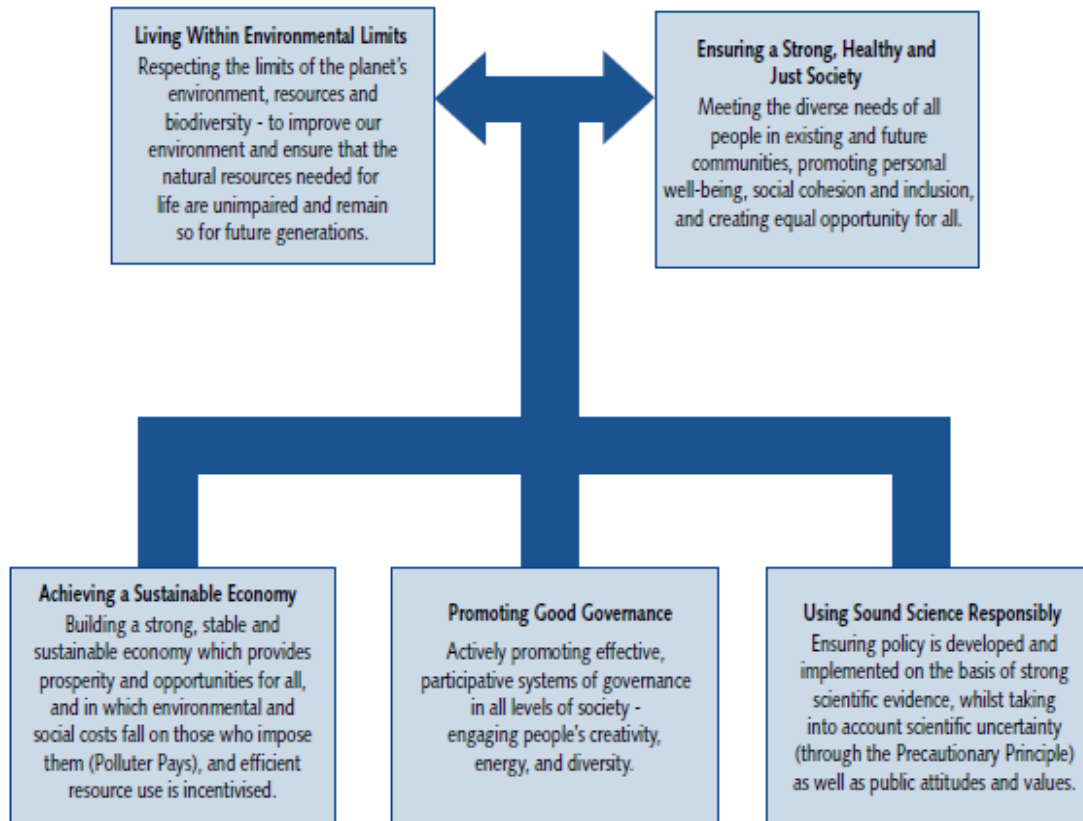 Living Within Environmental Limits
Respecting the limits of the planet's
environment, resources and
biodiversity - to improve our
environment and ensure that the
natural resources needed for
life are unimpaired and remain
so for future generations.
Ensuring a Strong, Healthy and
Just Society
Meeting the diverse needs of all
people in existing and future
communities, promoting personal
well-being, social cohesion and inclusion,
and creating equal opportunity for all.
Achieving a Sustainable Economy
Building a strong, stable and
sustainable economy which provides
prosperity and opportunities for all,
and in which environmental and
social costs fall on those who impose
them (Polluter Pays), and efficient
resource use is incentivised.
Promoting Good Governance
Actively promoting effective,
participative systems of governance
in all levels of society -
engaging people's creativity,
energy, and diversity.
Using Sound Science Responsibly
Ensuring policy is developed and
implemented on the basis of strong
scientific evidence, whilst taking
into account scientific uncertainty
(through the Precautionary Principle)
as well as public attitudes and values.